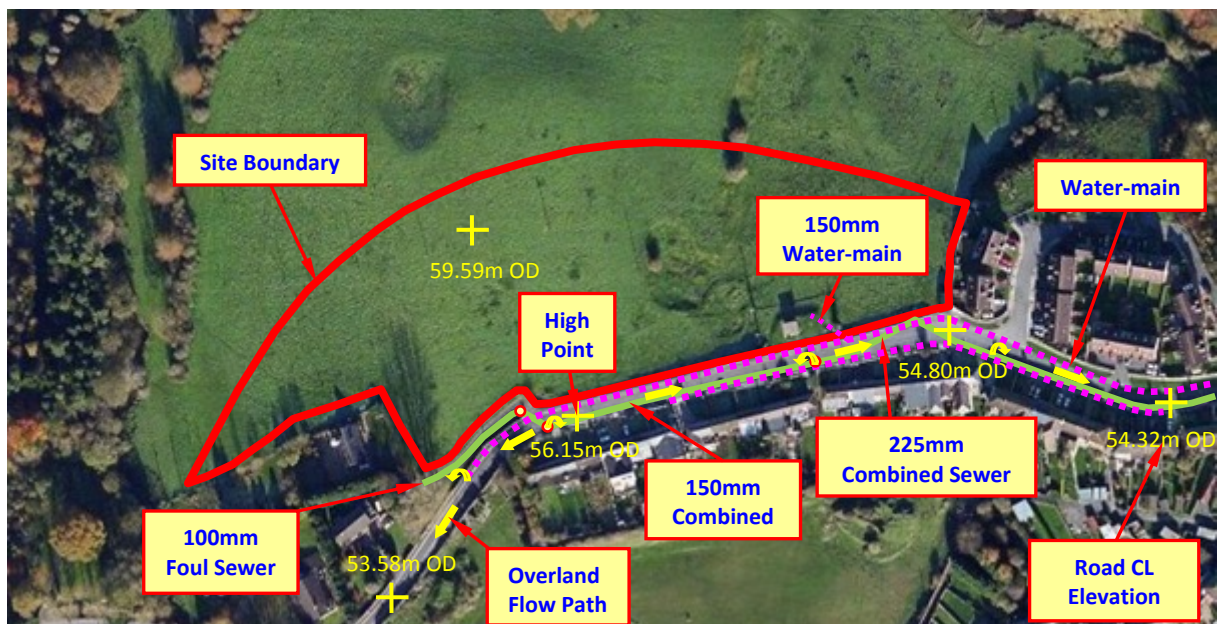 Site Boundary
Water-main
150mm
Water-main
59.59m OD
High
Point
54.80m OD
56.15m OD
54.32m OD
225mm
Combined Sewer
150mm
Combined
100mm
Foul Sewer
53.58m OD
Overland
Flow Path
Road CL
Elevation